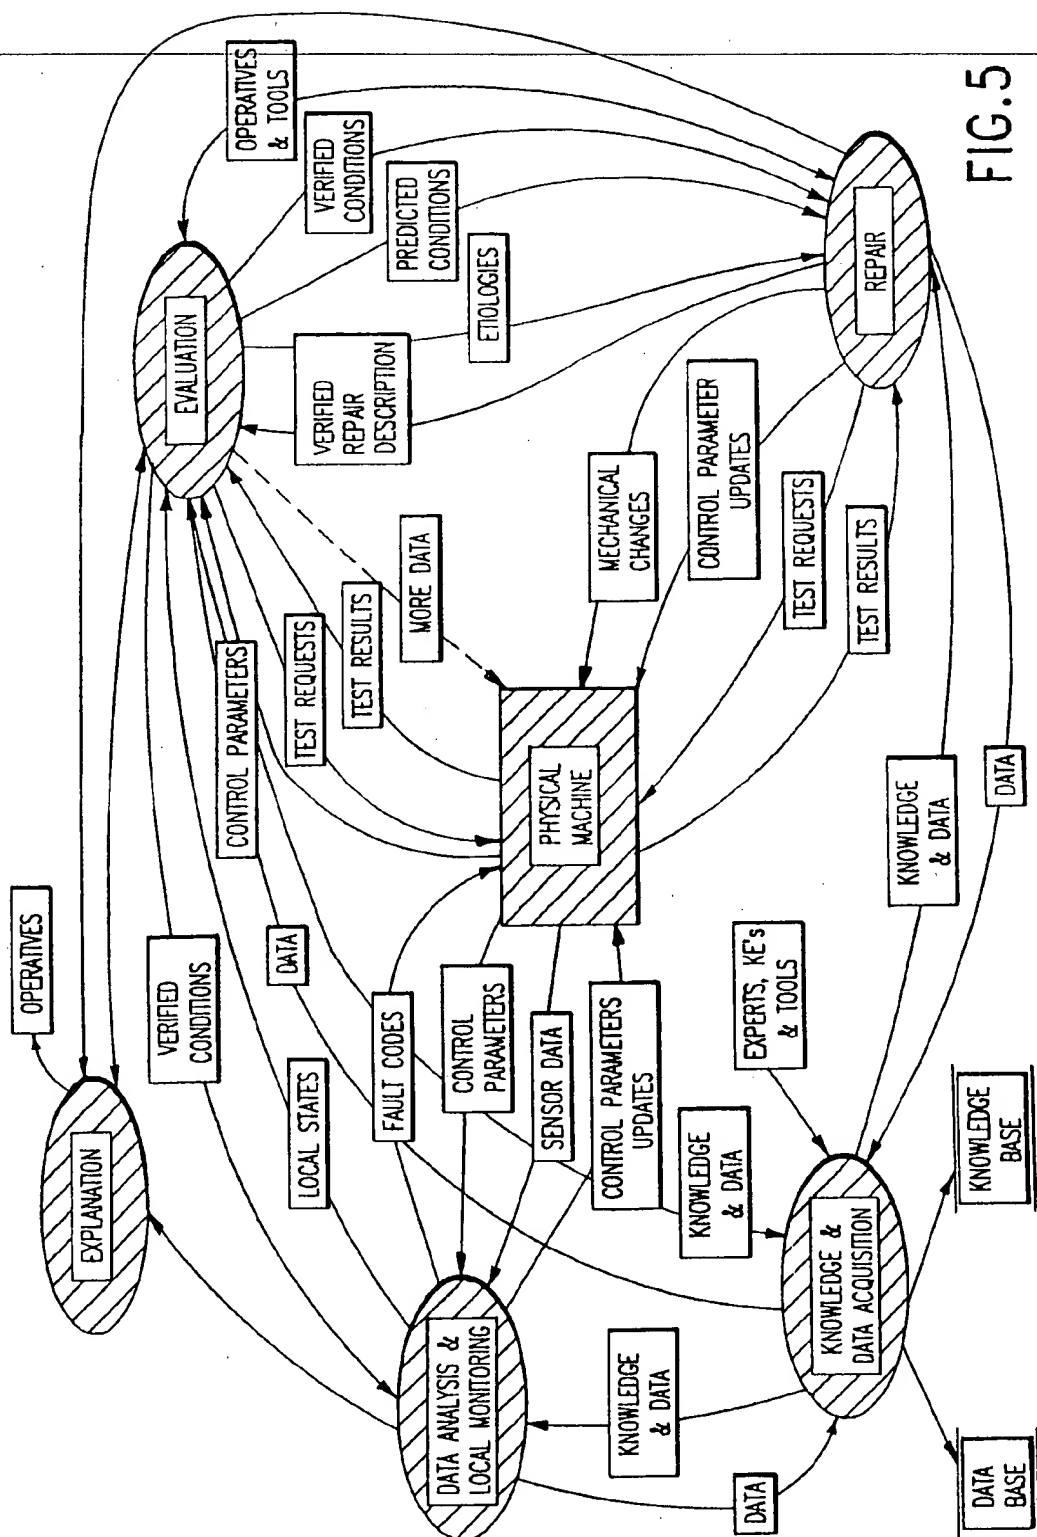 OPERATIVES
EXPLANATION
EVALUATION
OPERATIVES
& TOOLS
VERIFIED
CONDITIONS
VERIFIED
CONDITIONS
CONTROL PARAMETERS
DATA
LOCAL STATES
PREDICTED
CONDITIONS
TEST REQUESTS
VERIFIED
REPAIR
DESCRIPTION
TEST RESULTS
FAULT CODES
MORE DATA
ETIOLOGIES
DATA ANALYSIS &
LOCAL MONITORING
CONTROL
PARAMETERS
SENSOR DATA
PHYSICAL
MACHINE
MECHANICAL
CHANGES
CONTROL PARAMETERS
UPDATES
CONTROL PARAMETER
UPDATES
KNOWLEDGE
& DATA
KNOWLEDGE
& DATA
EXPERTS, KE's
& TOOLS
TEST REQUESTS
DATA
KNOWLEDGE &
DATA ACQUISITION
TEST RESULTS
REPAIR
KNOWLEDGE
& DATA
DATA
BASE
KNOWLEDGE
BASE
DATA
FIG. 5